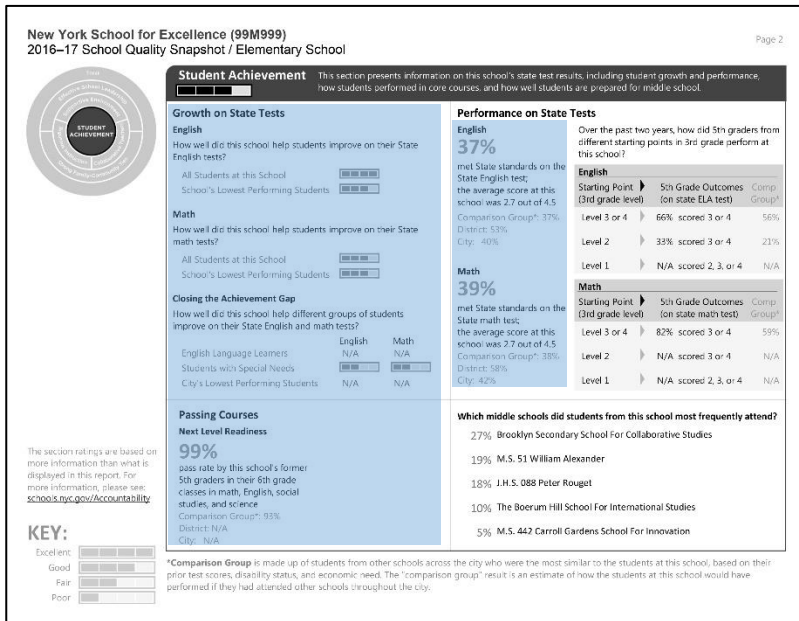 New York School for Excellence (99M999)
2016–17 School Quality Snapshot / Elementary School
Page 2
STUDENT
ACHIEVEMENT
Student Achievement
This section presents information on this school's state test results, including student growth and performance,
how students performed in core courses, and how well students are prepared for middle school.
Growth on State Tests
English
How well did this school help students improve on their State
English tests?
All Students at this School
School's Lowest Performing Students
Math
How well did this school help students improve on their State
math tests?
All Students at this School
School's Lowest Performing Students
Closing the Achievement Gap
How well did this school help different groups of students
improve on their State English and math tests?
English Math
English Language Learners N/A N/A
Students with Special Needs
City's Lowest Performing Students N/A N/A
Performance on State Tests
English
37%
met State standards on the
State English test;
the average score at this
school was 2.7 out of 4.5
Comparison Group*: 37%
District: 53%
City: 40%
Math
39%
met State standards on the
State math test;
the average score at this
school was 2.7 out of 4.5
Comparison Group*: 38%
District: 58%
City: 42%
Over the past two years, how did 5th graders from
different starting points in 3rd grade perform at
this school?
English
Starting Point 5th Grade Outcomes Comp
(3rd grade level) (on state ELA test) Group*
Level 3 or 4 66% scored 3 or 4 56%
Level 2 33% scored 3 or 4 21%
Level 1 N/A scored 2, 3, or 4 N/A
Math
Starting Point 5th Grade Outcomes Comp
(3rd grade level) (on state math test) Group*
Level 3 or 4 82% scored 3 or 4 59%
Level 2 N/A scored 3 or 4 N/A
Level 1 N/A scored 2, 3, or 4 N/A
Passing Courses
Next Level Readiness
99%
pass rate by this school's former
5th graders in their 6th grade
classes in math, English, social
studies, and science
Comparison Group*: 93%
District: N/A
City: N/A
Which middle schools did students from this school most frequently attend?
27% Brooklyn Secondary School For Collaborative Studies
19% M.S. 51 William Alexander
18% J.H.S. 088 Peter Rouget
10% The Boerum Hill School For International Studies
5% M.S. 442 Carroll Gardens School For Innovation
The section ratings are based on
more information than what is
displayed in this report. For
more information, please see:
schools.nyc.gov/Accountability
KEY:
Excellent
Good
Fair
Poor
*Comparison Group is made up of students from other schools across the city who were the most similar to the students at this school, based on their
prior test scores, disability status, and economic need. The "comparison group" result is an estimate of how the students at this school would have
performed if they had attended other schools throughout the city.